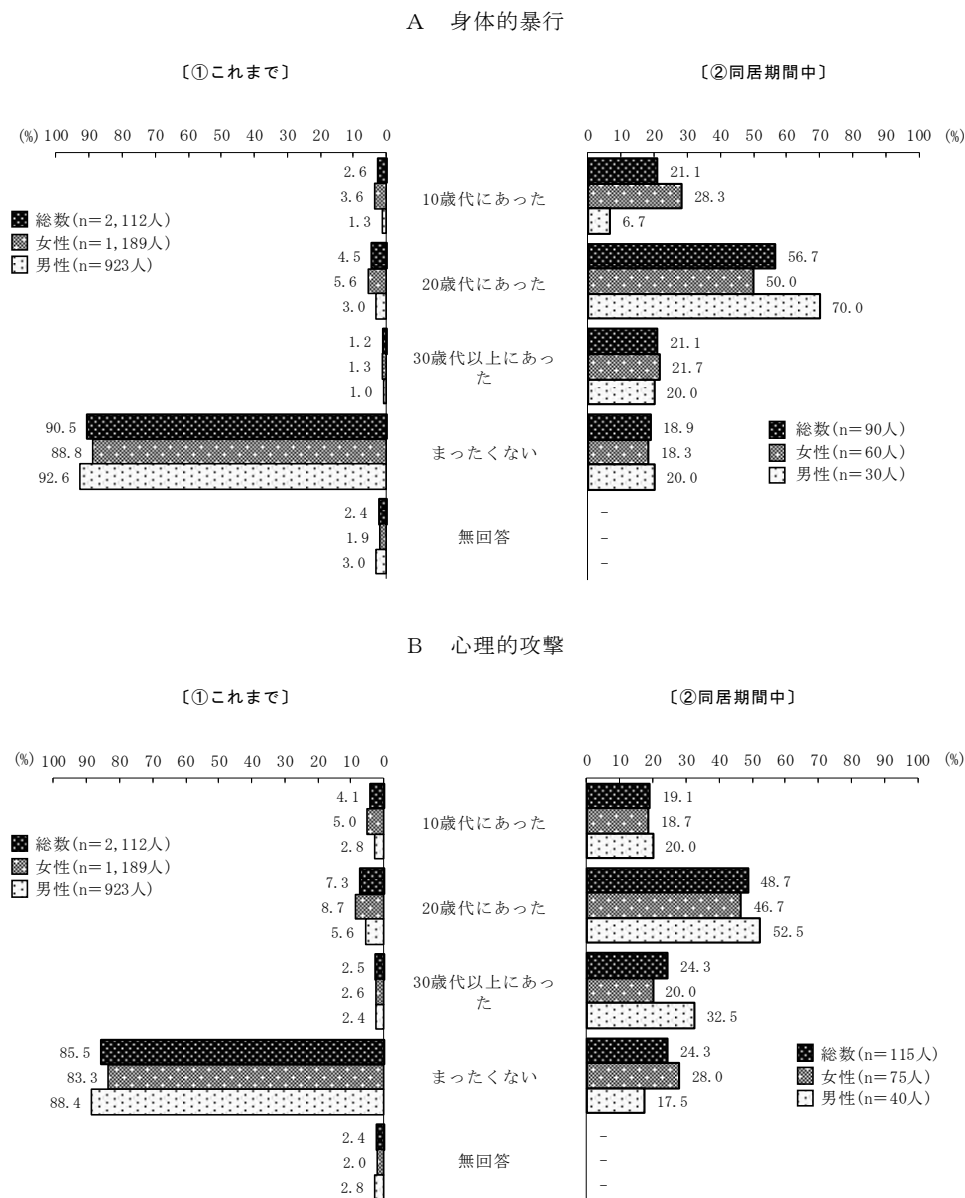 A 身体的暴行
〔①これまで〕
〔②同居期間中〕
(%) 100 90 80 70 60 50 40 30 20 10 0
0 10 20 30 40 50 60 70 80 90 100 (%)
総数(n=2,112人)
女性(n=1,189人)
男性(n=923人)
2.6
3.6
1.3
10歳代にあった
21.1
28.3
6.7
4.5
5.6
3.0
20歳代にあった
56.7
50.0
70.0
1.2
1.3
1.0
30歳代以上にあっ
た
21.1
21.7
20.0
90.5
88.8
92.6
まったくない
18.9
18.3
20.0
総数(n=90人)
女性(n=60人)
男性(n=30人)
2.4
1.9
3.0
無回答
-
-
-
B 心理的攻撃
〔①これまで〕
〔②同居期間中〕
(%) 100 90 80 70 60 50 40 30 20 10 0
0 10 20 30 40 50 60 70 80 90 100 (%)
総数(n=2,112人)
女性(n=1,189人)
男性(n=923人)
4.1
5.0
2.8
10歳代にあった
19.1
18.7
20.0
7.3
8.7
5.6
20歳代にあった
48.7
46.7
52.5
2.5
2.6
2.4
30歳代以上にあっ
た
24.3
20.0
32.5
85.5
83.3
88.4
まったくない
24.3
28.0
17.5
総数(n=115人)
女性(n=75人)
男性(n=40人)
2.4
2.0
2.8
無回答
-
-
-